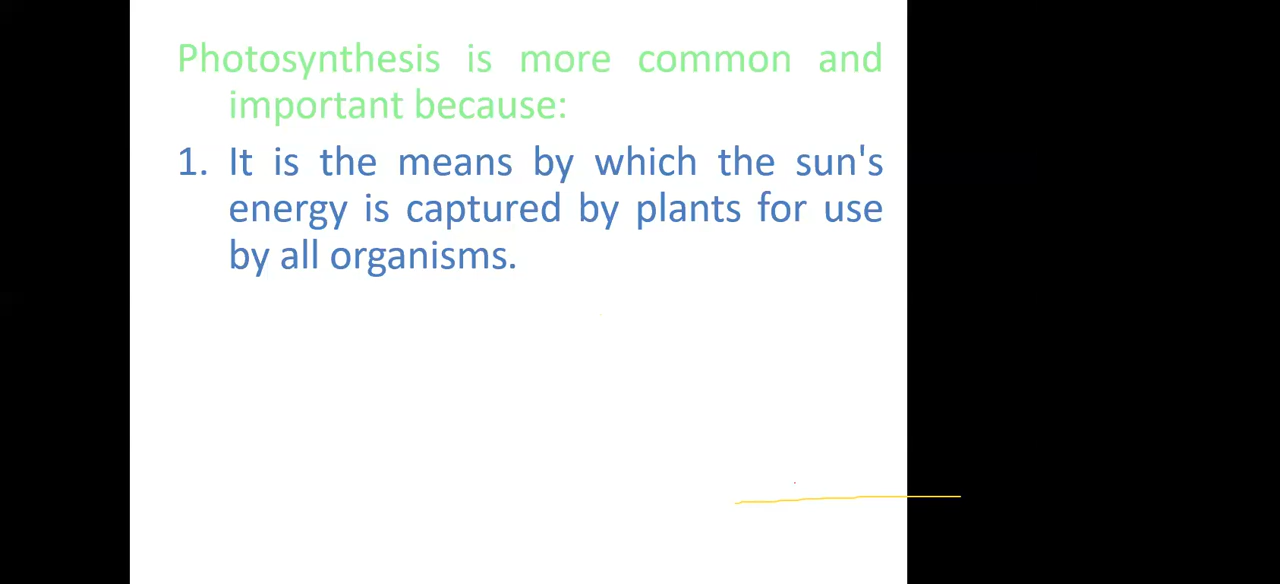 Photosynthesis is more common and
important because:
1. It is the means by which the sun's
energy is captured by plants for use
by all organisms.